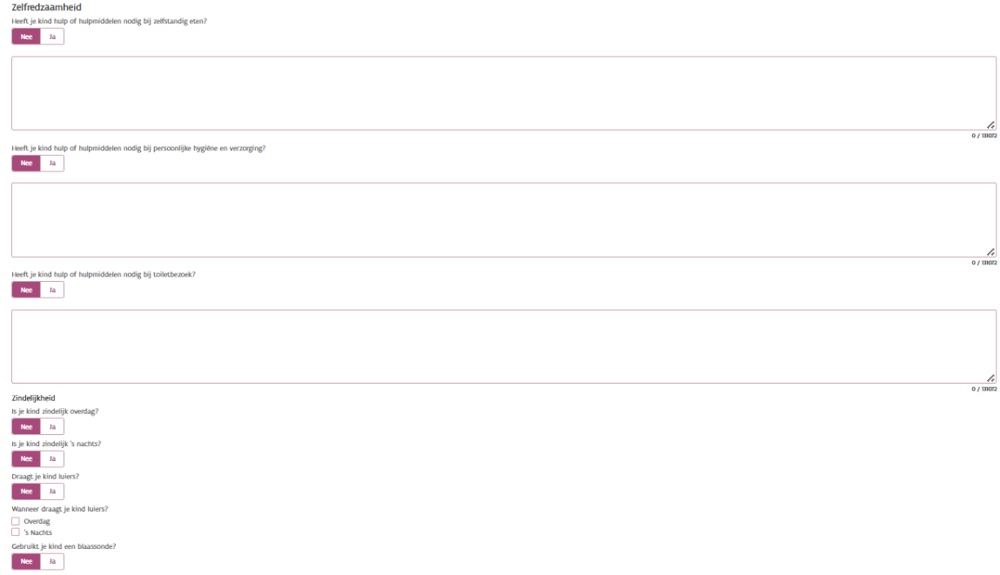 Zelfredzaamheid
Heeft je kind hulp of hulpmiddelen nodig bij zelfstandig eten?
Nee Ja
0 / 131072
Heeft je kind hulp of hulpmiddelen nodig bij persoonlijke hygiëne en verzorging?
Nee Ja
0 / 131072
Heeft je kind hulp of hulpmiddelen nodig bij toiletbezoek?
Nee Ja
0 / 131072
Zindelijkheid
Is je kind zindelijk overdag?
Nee Ja
Is je kind zindelijk 's nachts?
Nee Ja
Draagt je kind luiers?
Nee Ja
Wanneer draagt je kind luiers?
Overdag
's Nachts
Gebruikt je kind een blaassonde?
Nee Ja